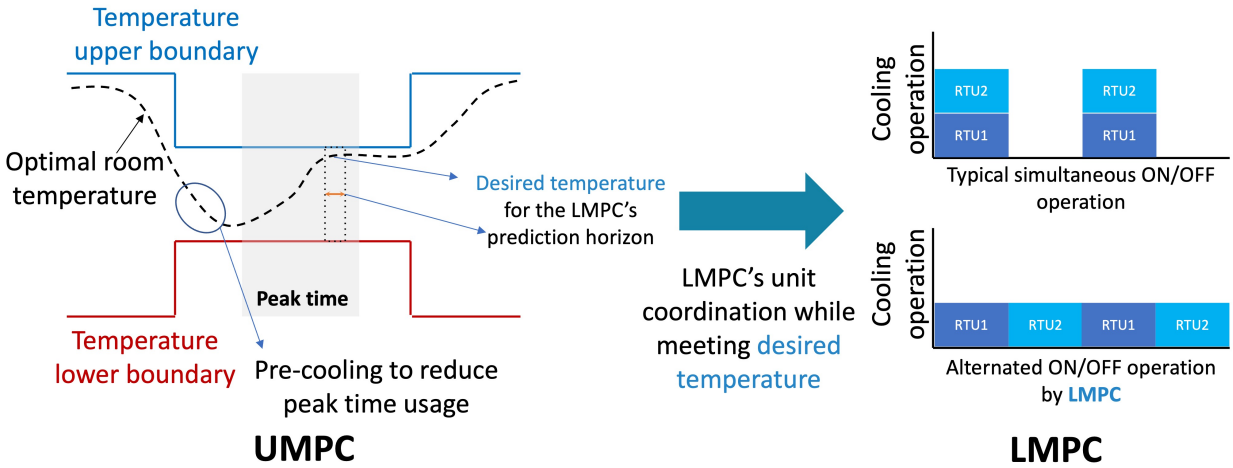 Temperature
upper boundary
Optimal room
temperature
Desired temperature
for the LMPC's
prediction horizon
Peak time
Temperature
lower boundary
Pre-cooling to reduce
peak time usage
UMPC
LMPC's unit
coordination while
meeting desired
temperature
Cooling
operation
RTU2
RTU2
RTU1
RTU1
Typical simultaneous ON/OFF
operation
Cooling
operation
RTU1
RTU2
RTU1
RTU2
Alternated ON/OFF operation
by LMPC
LMPC